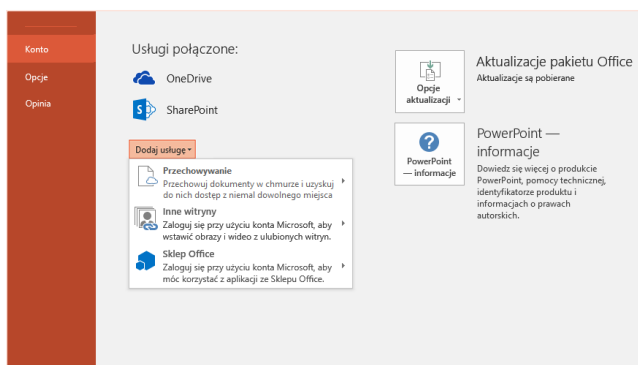 Konto
Opcje
Opinia
Usługi połączone:
OneDrive
S
SharePoint
Dodaj usługę
Przechowywanie
Przechowuj dokumenty w chmurze i uzyskuj
do nich dostęp z niemal dowolnego miejsca
Inne witryny
Zaloguj się przy użyciu konta Microsoft, aby
wstawić obrazy i wideo z ulubionych witryn.
Sklep Office
Zaloguj się przy użyciu konta Microsoft, aby
móc korzystać z aplikacji ze Sklepu Office.
Opcje
aktualizacji
Aktualizacje pakietu Office
Aktualizacje są pobierane
?
PowerPoint
— informacje
PowerPoint —
informacje
Dowiedz się więcej o produkcie
PowerPoint, pomocy technicznej,
identyfikatorze produktu i
informacjach o prawach
autorskich.